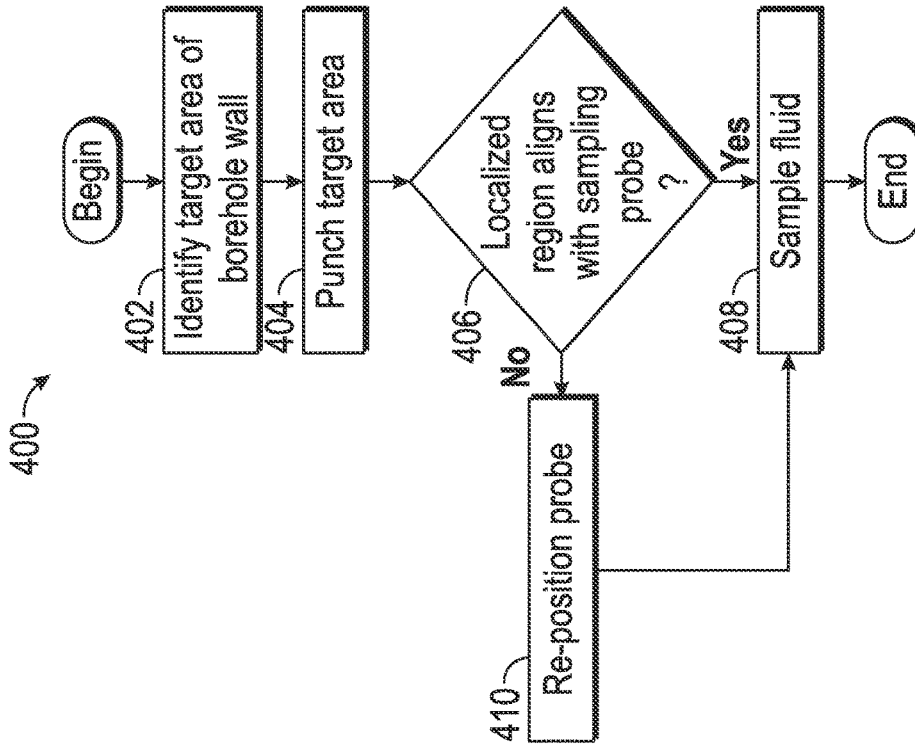 400
Begin
402
Identify target area of
borehole wall
404
Punch target area
406
Localized
region aligns
with sampling
probe
?
No
Yes
410
Re-position probe
408
Sample fluid
End